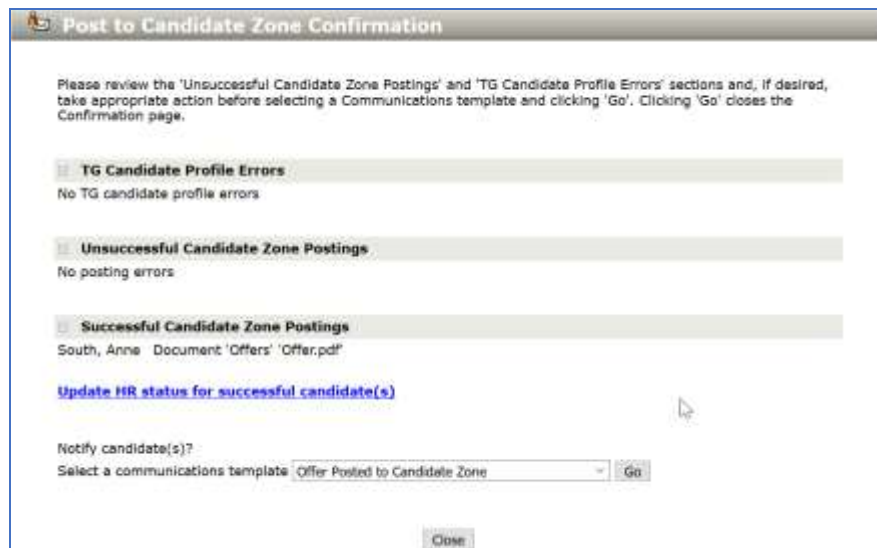 Post to Candidate Zone Confirmation
Please review the 'Unsuccessful Candidate Zone Postings' and 'TG Candidate Profile Errors' sections and, if desired,
take appropriate action before selecting a Communications template and clicking 'Go'. Clicking 'Go' closes the
Confirmation page.
TG Candidate Profile Errors
No TG candidate profile errors
Unsuccessful Candidate Zone Postings
No posting errors
Successful Candidate Zone Postings
South, Anne Document 'Offers' 'Offer.pdf'
Update HR status for successful candidate(s)
Notify candidate(s)?
Select a communications template Offer Posted to Candidate Zone Go
Close